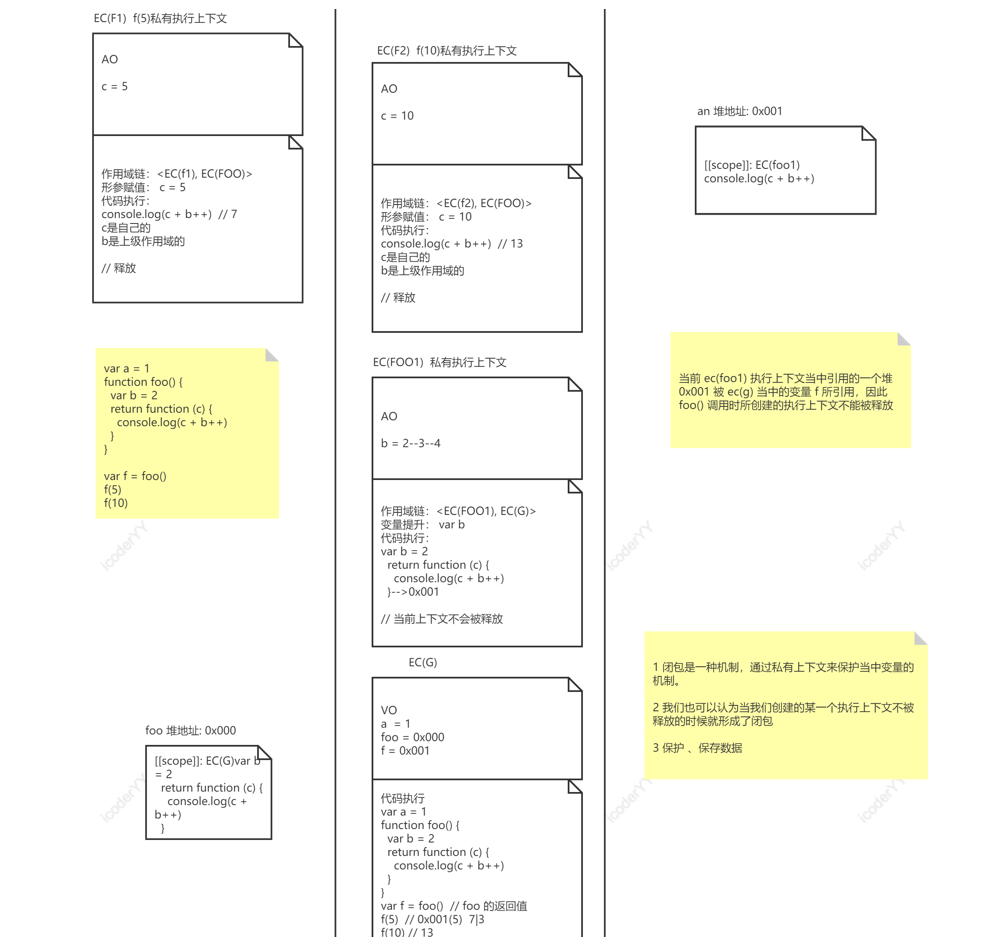 EC(F1)  f(5)私有执行上下文
AO
c = 5
作用域链：<EC(f1), EC(FOO)>
形参赋值： c = 5
代码执行：
console.log(c + b++)  // 7
c是自己的
b是上级作用域的
// 释放
var a = 1
function foo() {
  var b = 2
  return function (c) {
    console.log(c + b++)
  }
}
var f = foo()
f(5)
f(10)
foo 堆地址: 0x000
[[scope]]: EC(G)var b
= 2
  return function (c) {
    console.log(c +
b++)
  }
EC(F2)  f(10)私有执行上下文
AO
c = 10
作用域链：<EC(f2), EC(FOO)>
形参赋值： c = 10
代码执行：
console.log(c + b++)  // 13
c是自己的
b是上级作用域的
// 释放
EC(FOO1)  私有执行上下文
AO
b = 2--3--4
作用域链：<EC(FOO1), EC(G)>
变量提升： var b
代码执行：
var b = 2
  return function (c) {
    console.log(c + b++)
  }-->0x001
// 当前上下文不会被释放
EC(G)
VO
a  = 1
foo = 0x000
f = 0x001
代码执行
var a = 1
function foo() {
  var b = 2
  return function (c) {
    console.log(c + b++)
  }
}
var f = foo()  // foo 的返回值
f(5)  // 0x001(5)  7|3
f(10) // 13
an 堆地址: 0x001
[[scope]]: EC(foo1)
console.log(c + b++)
当前 ec(foo1) 执行上下文当中引用的一个堆
0x001 被 ec(g) 当中的变量 f 所引用，因此
foo() 调用时所创建的执行上下文不能被释放
1 闭包是一种机制，通过私有上下文来保护当中变量的
机制。
2 我们也可以认为当我们创建的某一个执行上下文不被
释放的时候就形成了闭包
3 保护 、保存数据
icoderYY
icoderYY
icoderYY
icoderYY
icoderYY
icoderYY